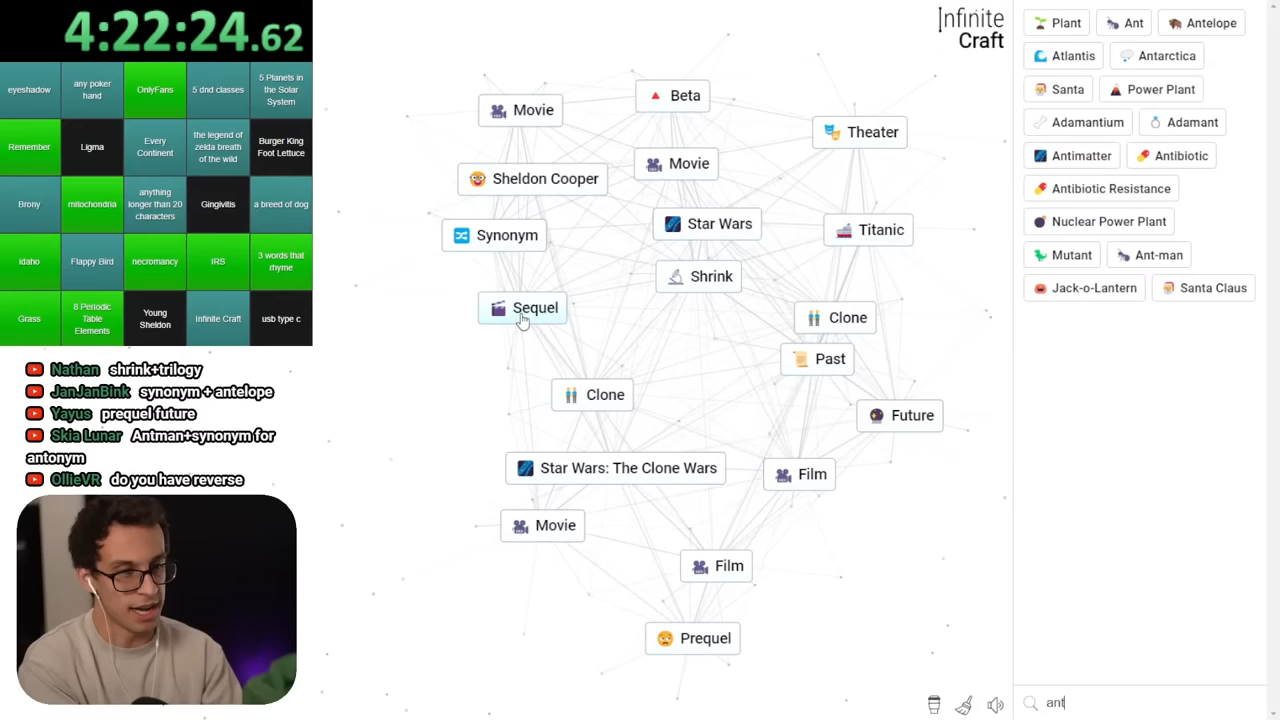 4:22:24.62
eyeshadow
any poker
hand
OnlyFans
5 dnd classes
5 Planets in
the Solar
System
Remember
Ligma
Every
Continent
the legend of
zelda breath of
the wild
Burger King
Foot Lettuce
Brony
mitochondria
anything
longer than 20
characters
Gingivitis
a breed of dog
idaho
Flappy Bird
necromancy
IRS
3 words that
rhyme
Grass
8 Periodic
Table
Elements
Young
Sheldon
Infinite Craft
usb type c
Nathan shrink+trilogy
JanJanBink synonym + antelope
Yayus prequel future
Skia Lunar Antman+synonym for
antonym
OllieVR do you have reverse
Infinite
Craft
Movie
Beta
Theater
Movie
Sheldon Cooper
Star Wars
Titanic
Synonym
Shrink
Sequel
Clone
Past
Clone
Future
Star Wars: The Clone Wars
Film
Movie
Film
Prequel
Plant
Ant
Antelope
Atlantis
Antarctica
Santa
Power Plant
Adamantium
Adamant
Antimatter
Antibiotic
Antibiotic Resistance
Nuclear Power Plant
Mutant
Ant-man
Jack-o-Lantern
Santa Claus
ant